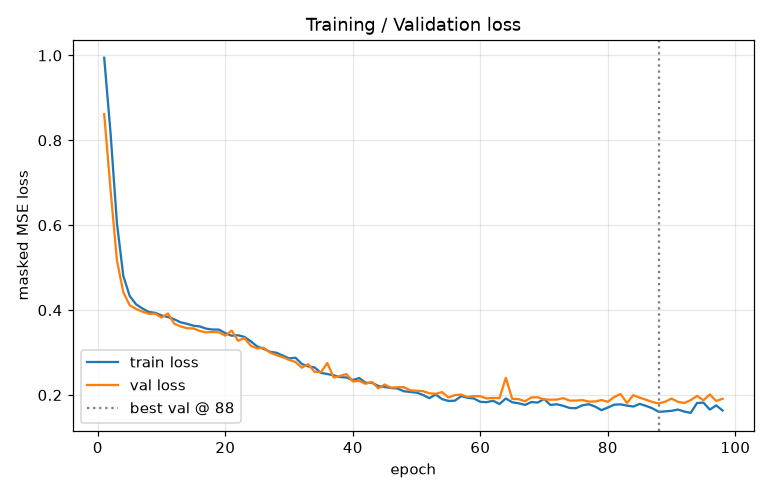 Training / Validation loss
masked MSE loss
1.0
0.8
0.6
0.4
0.2
train loss
val loss
best val @ 88
0 20 40 60 80 100
epoch